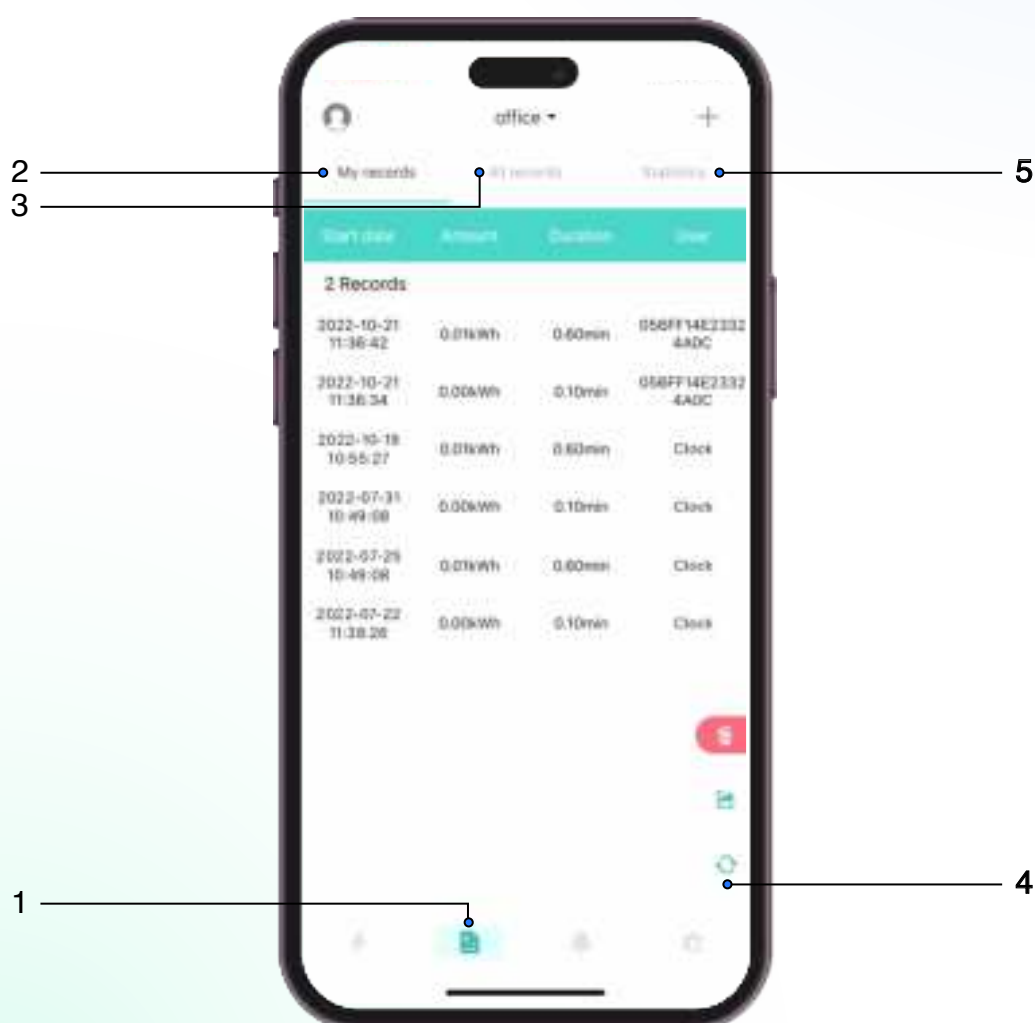 office
2 My records All records Statistics 5
3
Start date Amount Duration User
2 Records
2022-10-21
11:36:42
0.01kWh 0.60min
056FF14E2332
4A0C
2022-10-21
11:36:34
0.00kWh 0.10min
056FF14E2332
4A0C
2022-10-18
10:55:27
0.01kWh 0.60min Clock
2022-07-31
10:49:08
0.00kWh 0.10min Clock
2022-07-25
10:49:08
0.01kWh 0.60min Clock
2022-07-22
11:38:26
0.00kWh 0.10min Clock
4
1